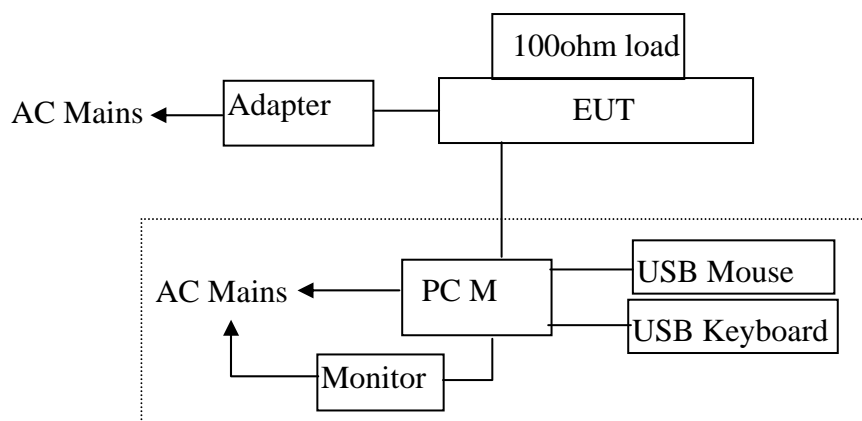 100ohm load
AC Mains
Adapter
EUT
AC Mains
PC M
USB Mouse
USB Keyboard
Monitor